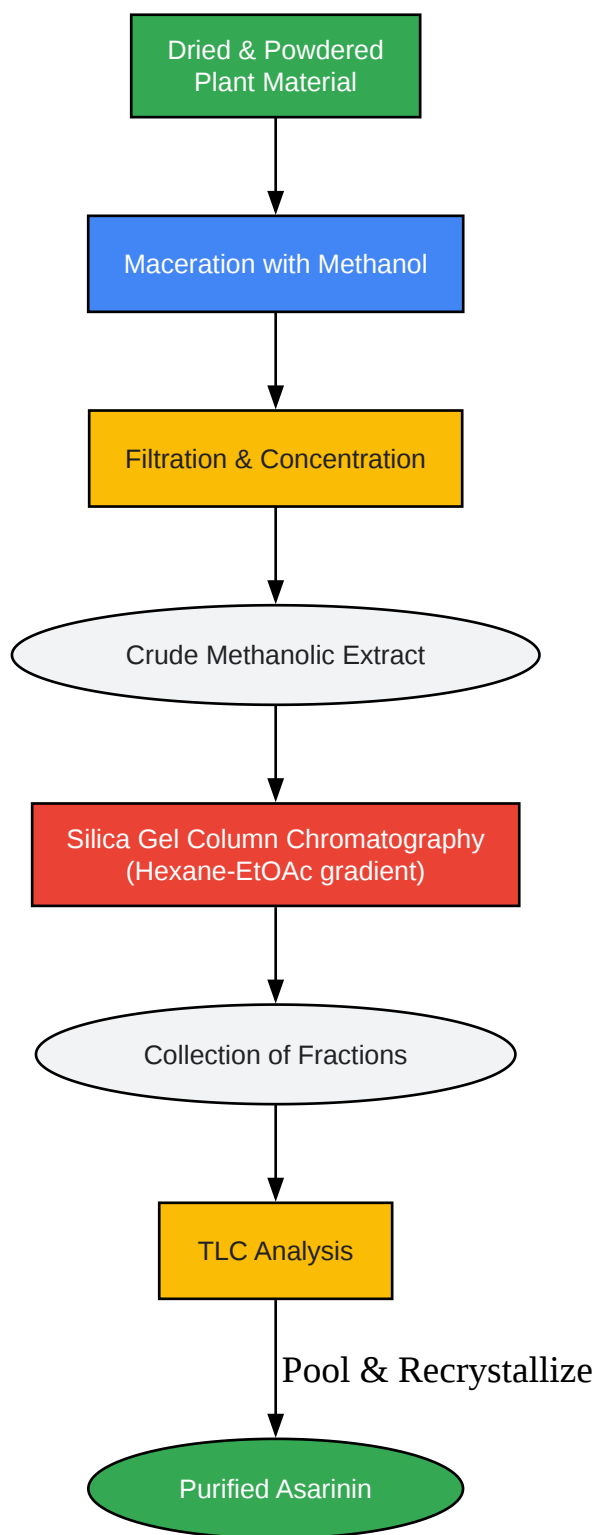 Dried & Powdered
Plant Material
Maceration with Methanol
Filtration & Concentration
Crude Methanolic Extract
Silica Gel Column Chromatography
(Hexane-EtOAc gradient)
Collection of Fractions
TLC Analysis
Pool & Recrystallize
Purified Asarinin